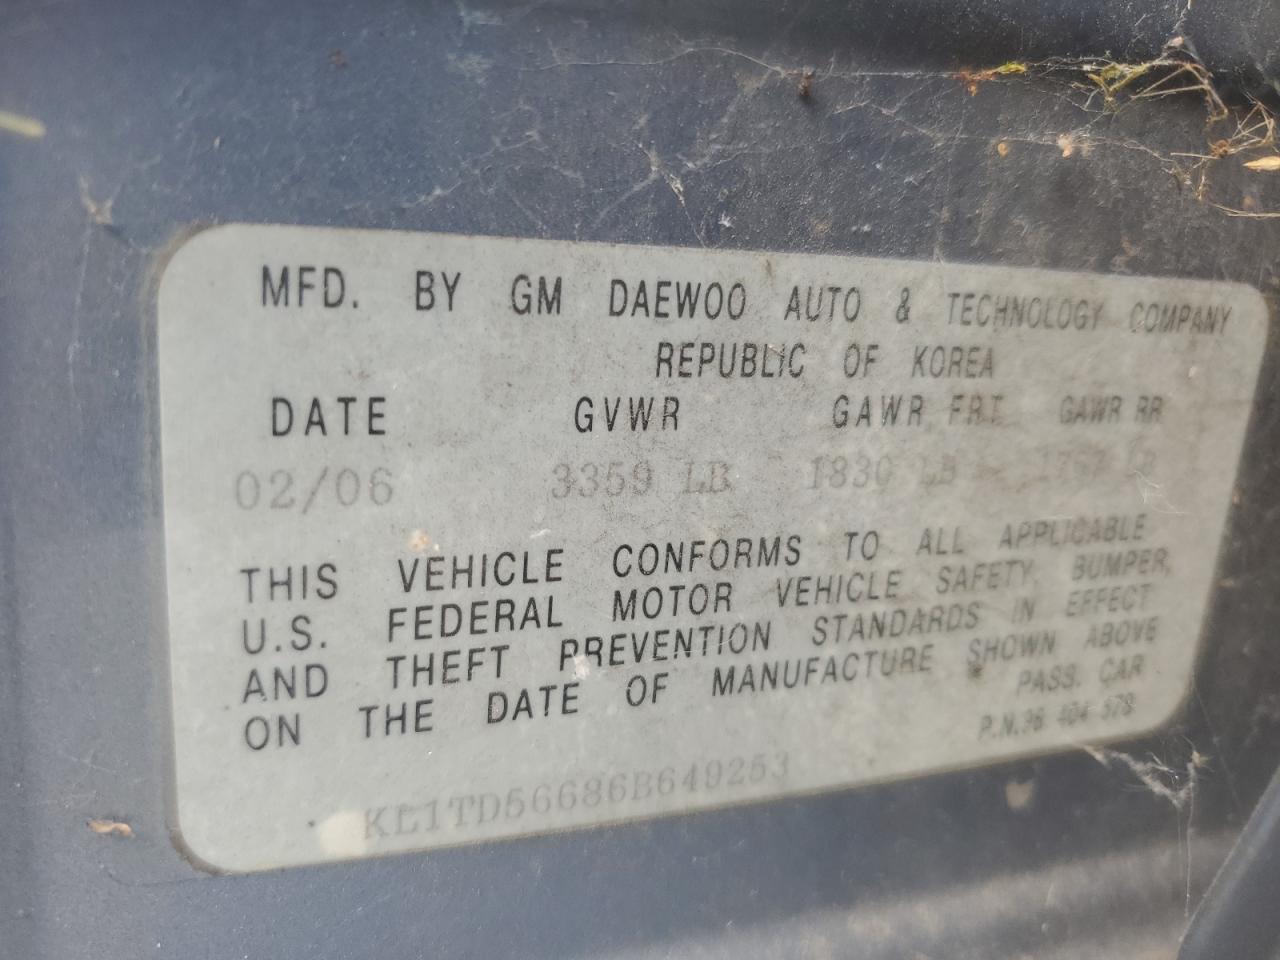 MFD. BY GM DAEWOO AUTO & TECHNOLOGY COMPANY
REPUBLIC OF KOREA
DATE GVWR GAWR FRT GAWR RR
02/06 3359 LB 1830 LB
THIS VEHICLE CONFORMS TO ALL APPLICABLE
U.S. FEDERAL MOTOR VEHICLE SAFETY, BUMPER,
AND THEFT PREVENTION STANDARDS IN EFFECT
ON THE DATE OF MANUFACTURE SHOWN ABOVE
PASS. CAR
P.N.96 404 578
KL1TD56686B649253